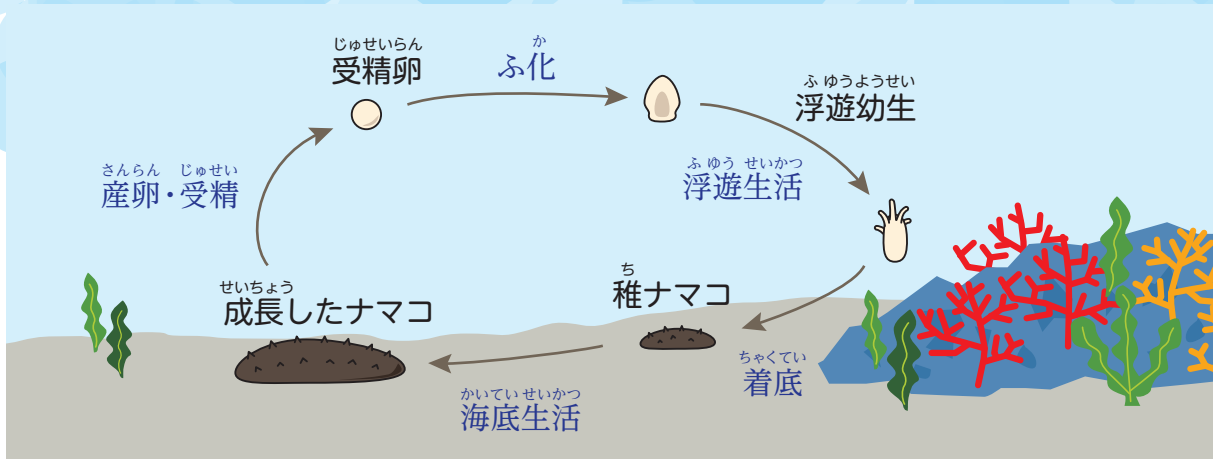 じゅせいらん
受精卵
か
ふ化
ふ ゆうようせい
浮遊幼生
ふ ゆう せいかつ
浮遊生活
さんらん じゅせい
産卵・受精
ち
稚ナマコ
せいちょう
成長したナマコ
ちゃくてい
着底
かいてい せいかつ
海底生活